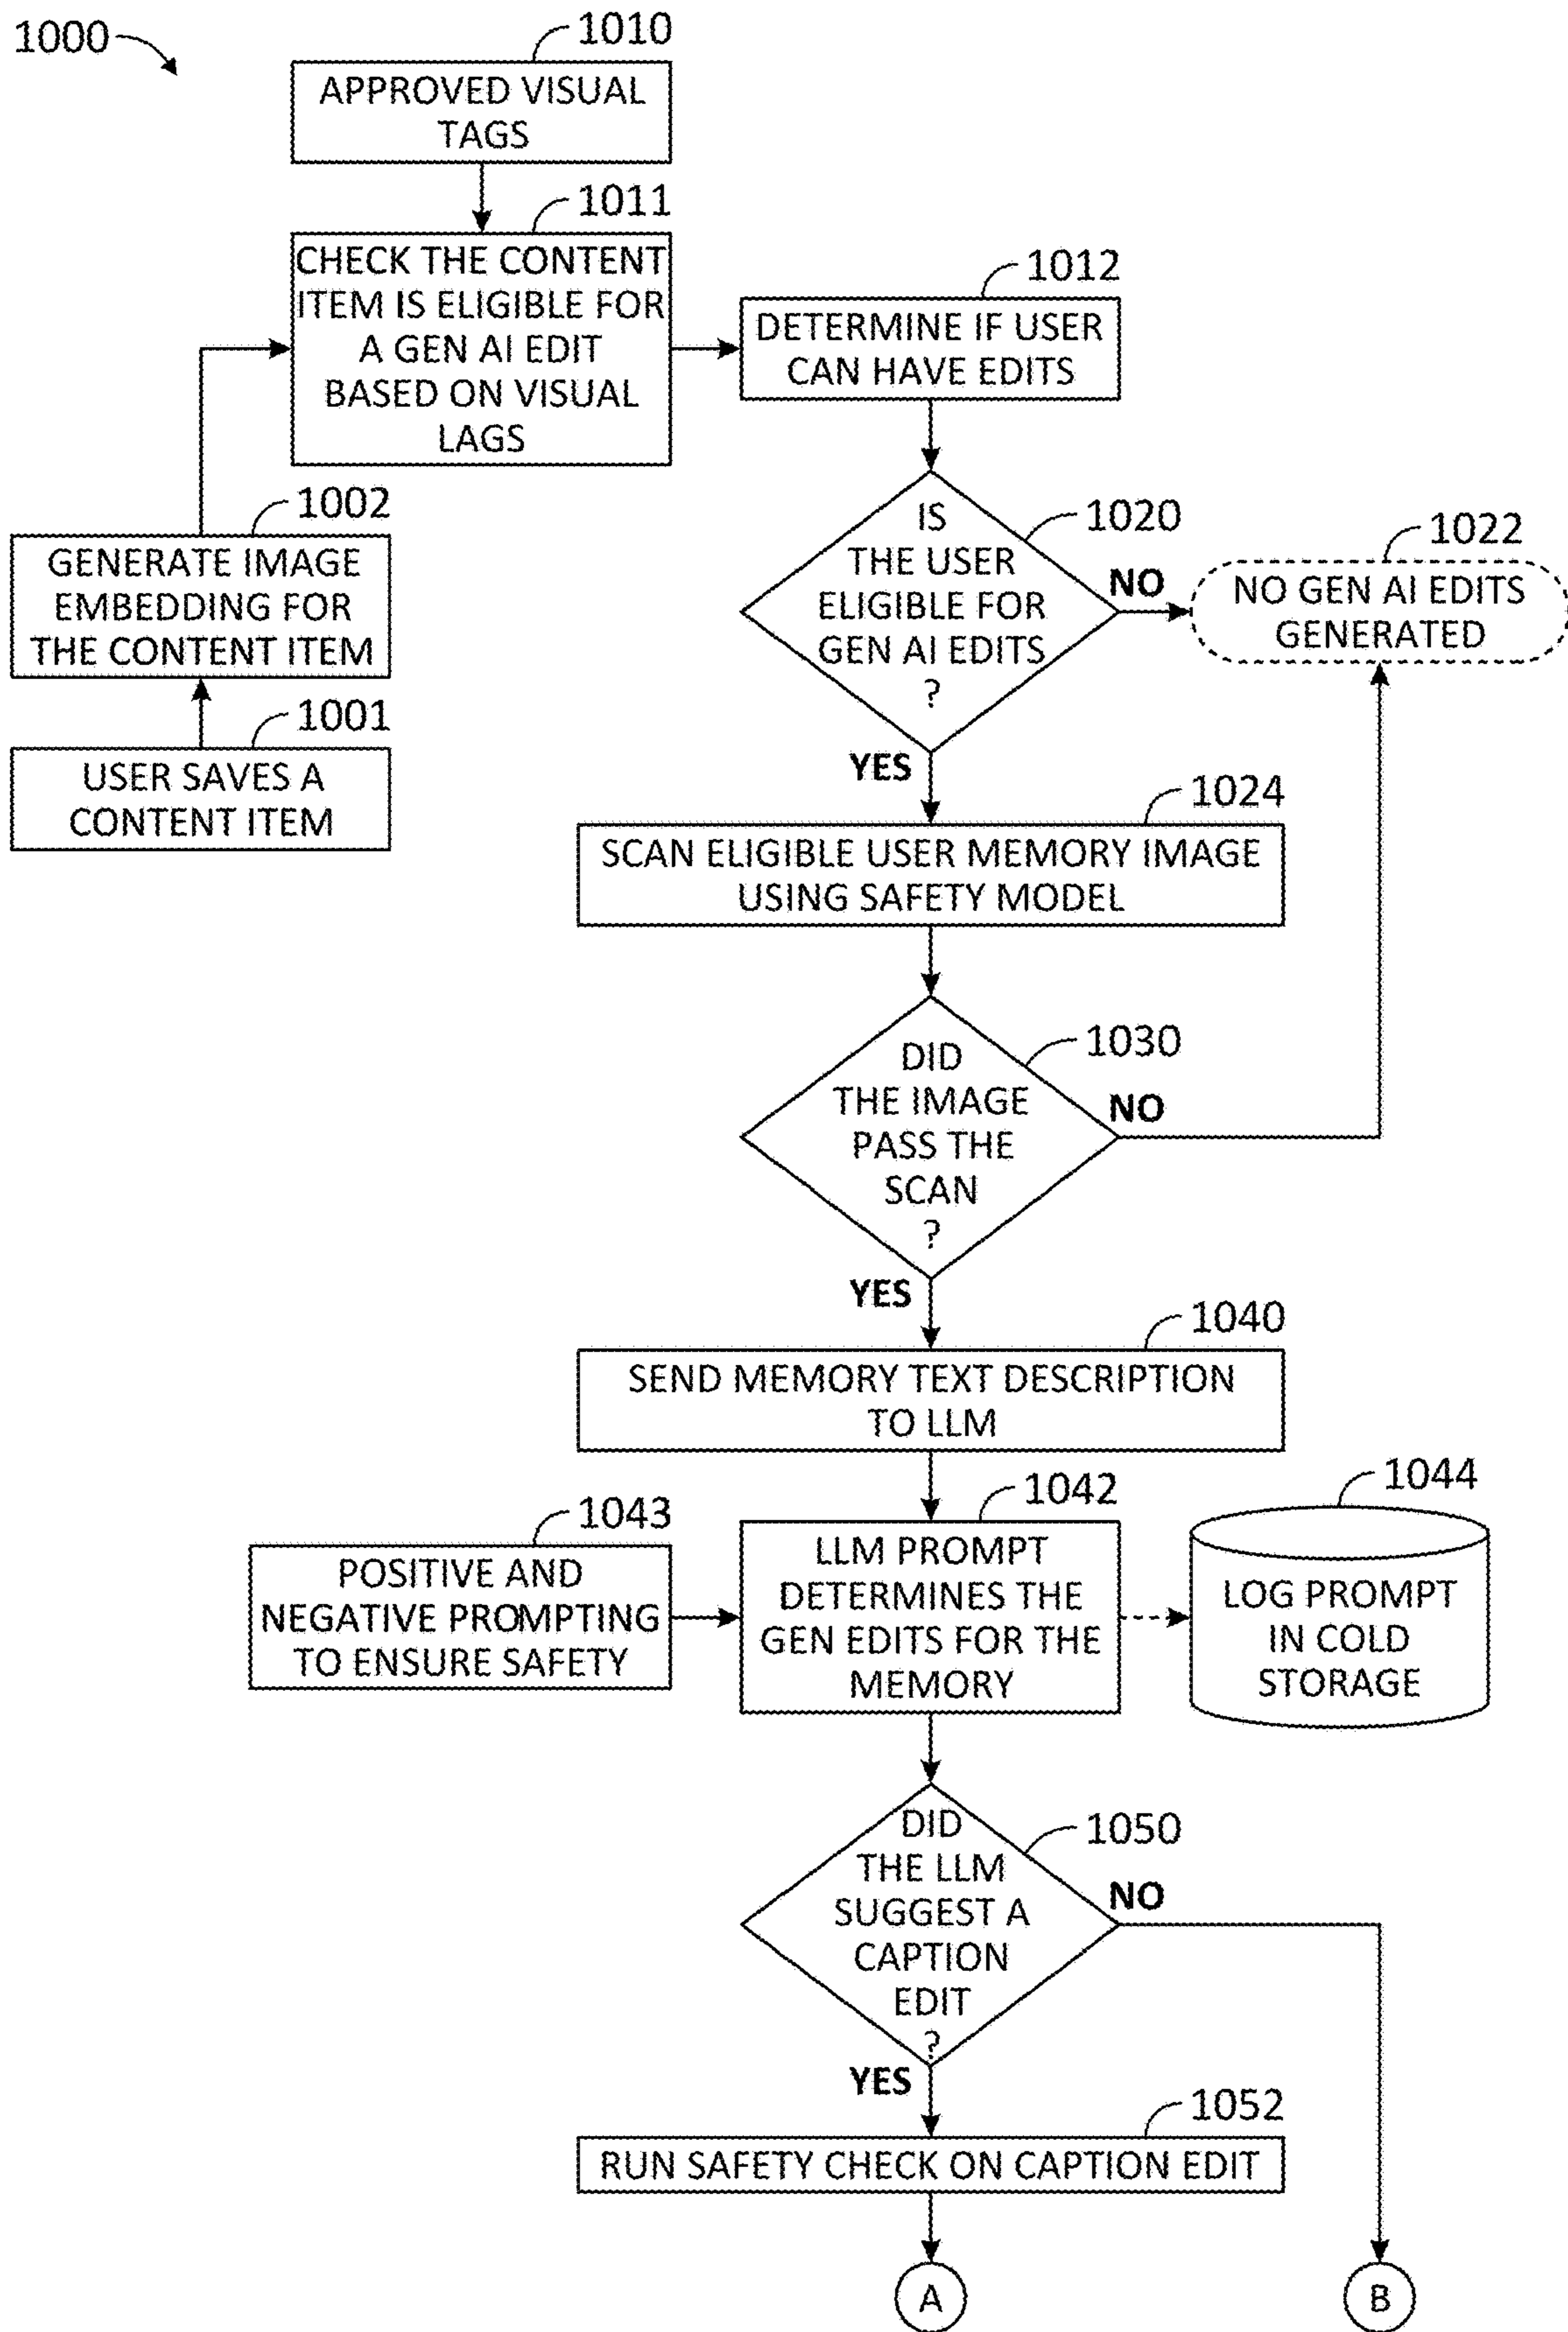 1000
1010
APPROVED VISUAL
TAGS
1011
CHECK THE CONTENT
ITEM IS ELIGIBLE FOR
A GEN AI EDIT
BASED ON VISUAL
LAGS
1012
DETERMINE IF USER
CAN HAVE EDITS
1002
GENERATE IMAGE
EMBEDDING FOR
THE CONTENT ITEM
1001
USER SAVES A
CONTENT ITEM
1020
IS
THE USER
ELIGIBLE FOR
GEN AI EDITS
?
NO
1022
NO GEN AI EDITS
GENERATED
YES
1024
SCAN ELIGIBLE USER MEMORY IMAGE
USING SAFETY MODEL
1030
DID
THE IMAGE
PASS THE
SCAN
?
NO
YES
1040
SEND MEMORY TEXT DESCRIPTION
TO LLM
1043
POSITIVE AND
NEGATIVE PROMPTING
TO ENSURE SAFETY
1042
LLM PROMPT
DETERMINES THE
GEN EDITS FOR THE
MEMORY
1044
LOG PROMPT
IN COLD
STORAGE
1050
DID
THE LLM
SUGGEST A
CAPTION
EDIT
?
NO
YES
1052
RUN SAFETY CHECK ON CAPTION EDIT
A
B